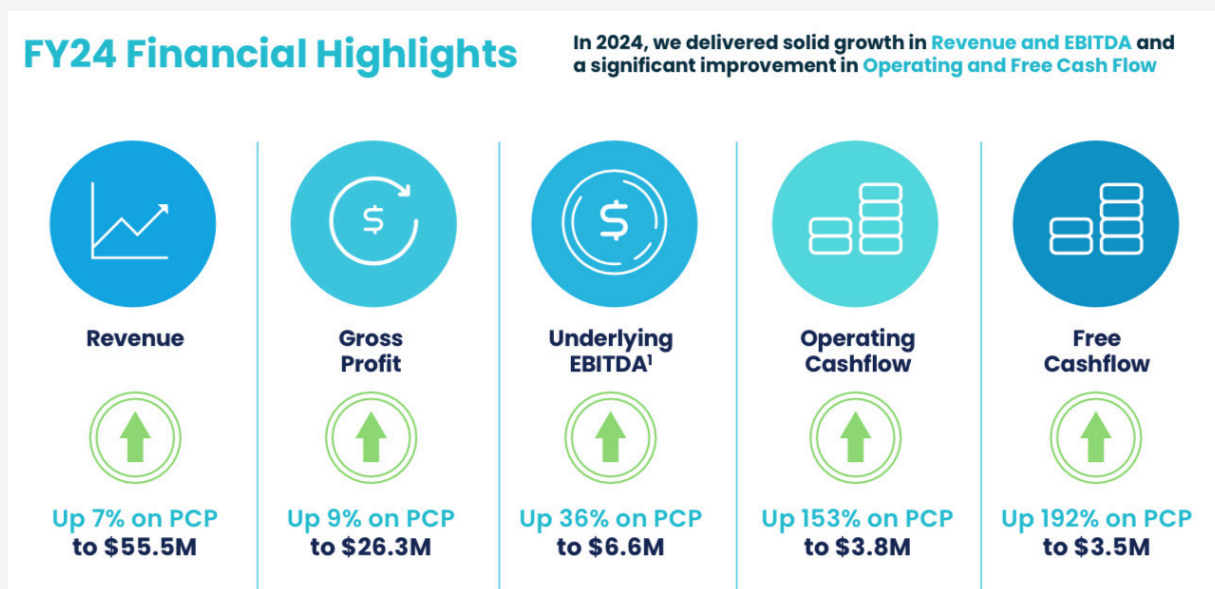 FY24 Financial Highlights
In 2024, we delivered solid growth in Revenue and EBITDA and
a significant improvement in Operating and Free Cash Flow
$
$
Revenue
Gross
Profit
Underlying
EBITDA¹
Operating
Cashflow
Free
Cashflow
Up 7% on PCP
to $55.5M
Up 9% on PCP
to $26.3M
Up 36% on PCP
to $6.6M
Up 153% on PCP
to $3.8M
Up 192% on PCP
to $3.5M